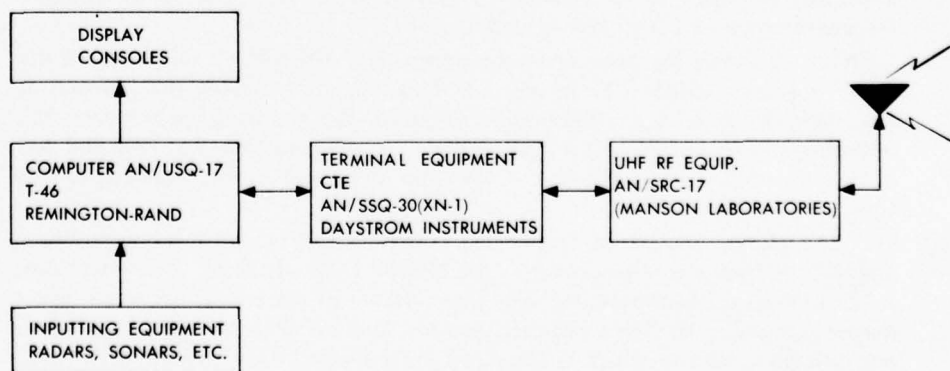 DISPLAY
CONSOLES
COMPUTER AN/USQ-17
T-46
REMINGTON-RAND
TERMINAL EQUIPMENT
CTE
AN/SSQ-30(XN-1)
DAYSTROM INSTRUMENTS
UHF RF EQUIP.
AN/SRC-17
(MANSON LABORATORIES)
INPUTTING EQUIPMENT
RADARS, SONARS, ETC.